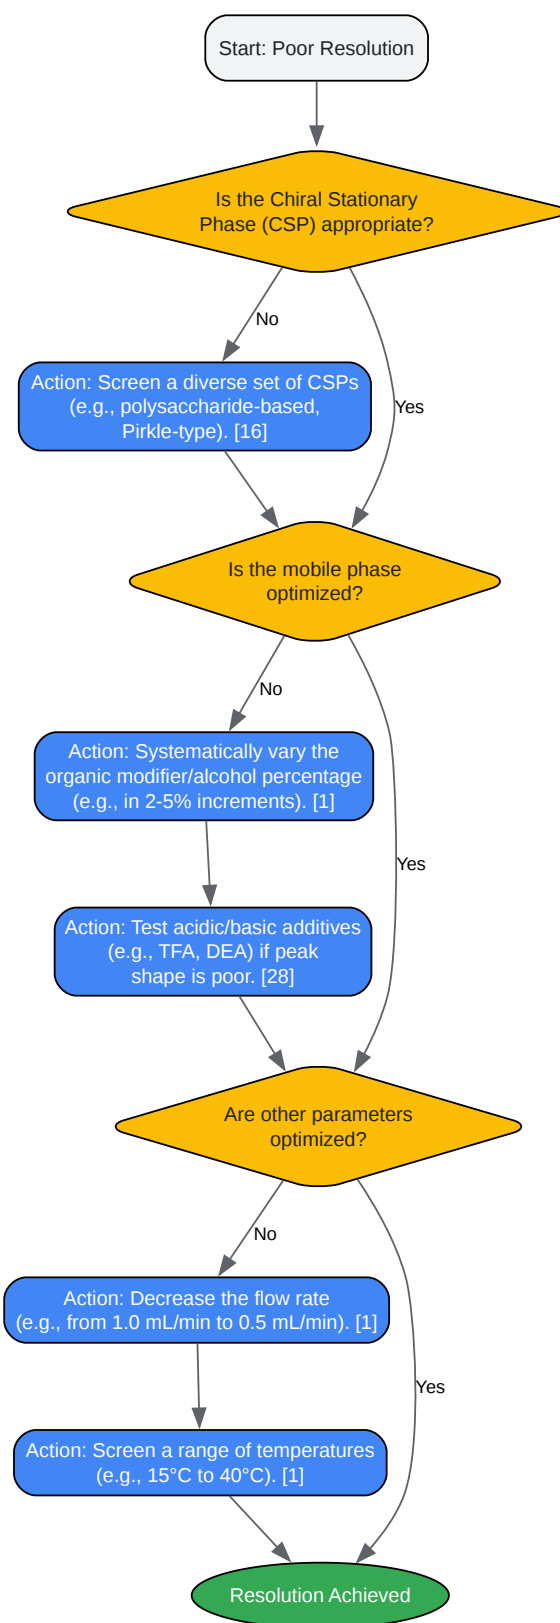 Start: Poor Resolution
Is the Chiral Stationary
Phase (CSP) appropriate?
No
Action: Screen a diverse set of CSPs
(e.g., polysaccharide-based,
Pirkle-type). [16]
Yes
Is the mobile phase
optimized?
No
Action: Systematically vary the
organic modifier/alcohol percentage
(e.g., in 2-5% increments). [1]
Yes
Action: Test acidic/basic additives
(e.g., TFA, DEA) if peak
shape is poor. [28]
Are other parameters
optimized?
No
Action: Decrease the flow rate
(e.g., from 1.0 mL/min to 0.5 mL/min). [1]
Yes
Action: Screen a range of temperatures
(e.g., 15°C to 40°C). [1]
Resolution Achieved